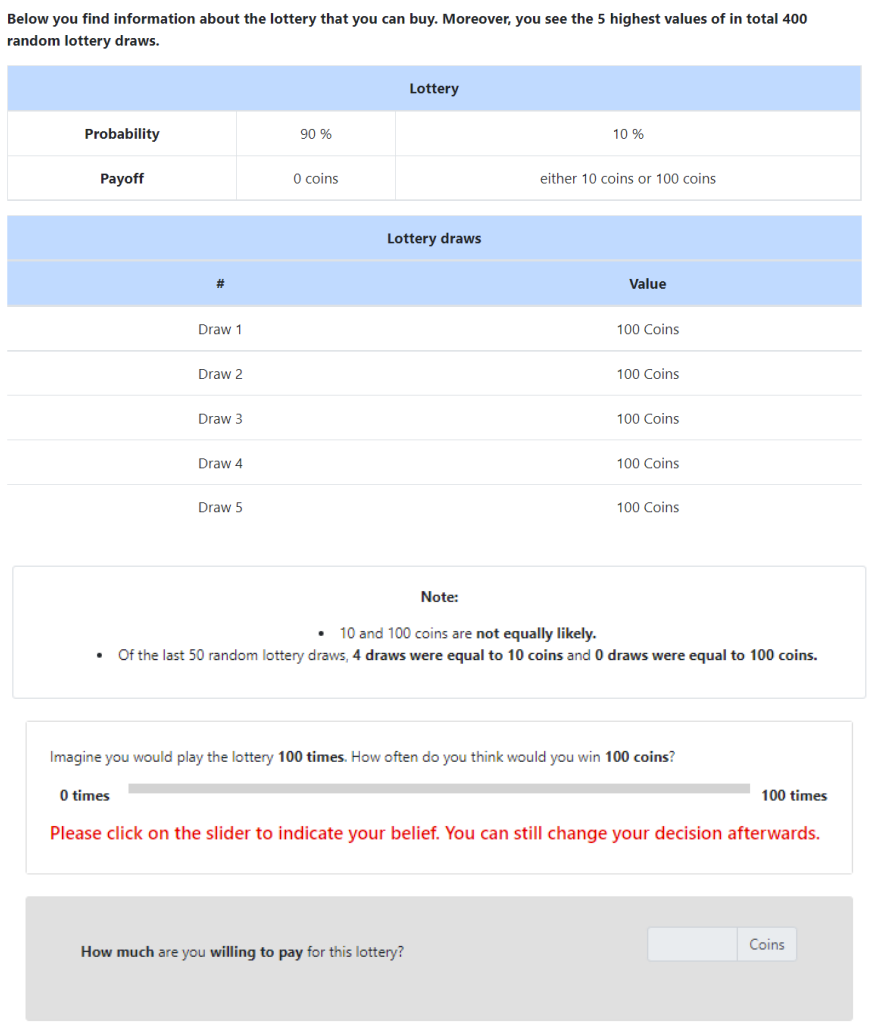 Below you find information about the lottery that you can buy. Moreover, you see the 5 highest values of in total 400
random lottery draws.
Lottery
Probability 90 % 10 %
Payoff 0 coins either 10 coins or 100 coins
Lottery draws
# Value
Draw 1 100 Coins
Draw 2 100 Coins
Draw 3 100 Coins
Draw 4 100 Coins
Draw 5 100 Coins
Note:
• 10 and 100 coins are not equally likely.
• Of the last 50 random lottery draws, 4 draws were equal to 10 coins and 0 draws were equal to 100 coins.
Imagine you would play the lottery 100 times. How often do you think would you win 100 coins?
0 times 100 times
Please click on the slider to indicate your belief. You can still change your decision afterwards.
How much are you willing to pay for this lottery? Coins